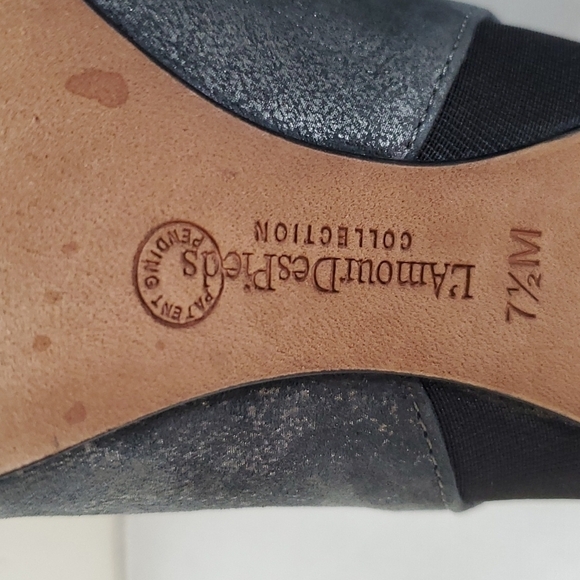 L'AmourDesPieds
COLLECTION
PATENT PENDING
7½M